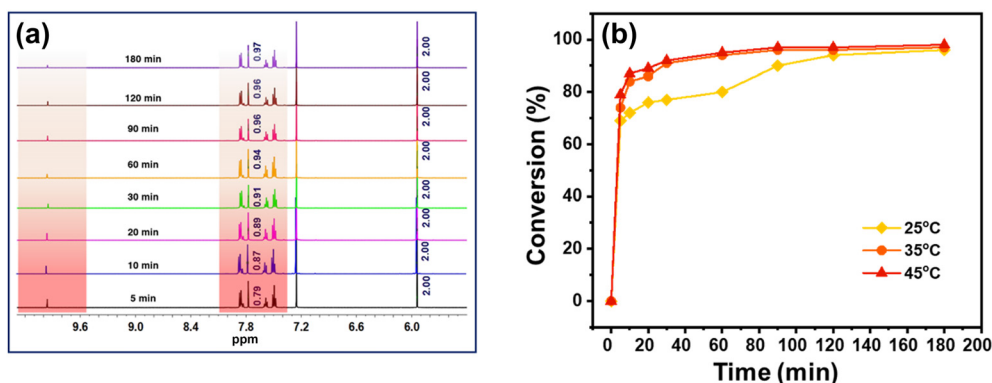 (a)
180 min
0.97
2.00
120 min
0.96
2.00
90 min
0.96
2.00
60 min
0.94
2.00
30 min
0.91
2.00
20 min
0.89
2.00
10 min
0.87
2.00
5 min
0.79
2.00
9.6 9.0 8.4 7.8 7.2 6.6 6.0
ppm
(b)
Conversion (%)
100
80
60
40
20
0
25°C
35°C
45°C
0 20 40 60 80 100 120 140 160 180 200
Time (min)